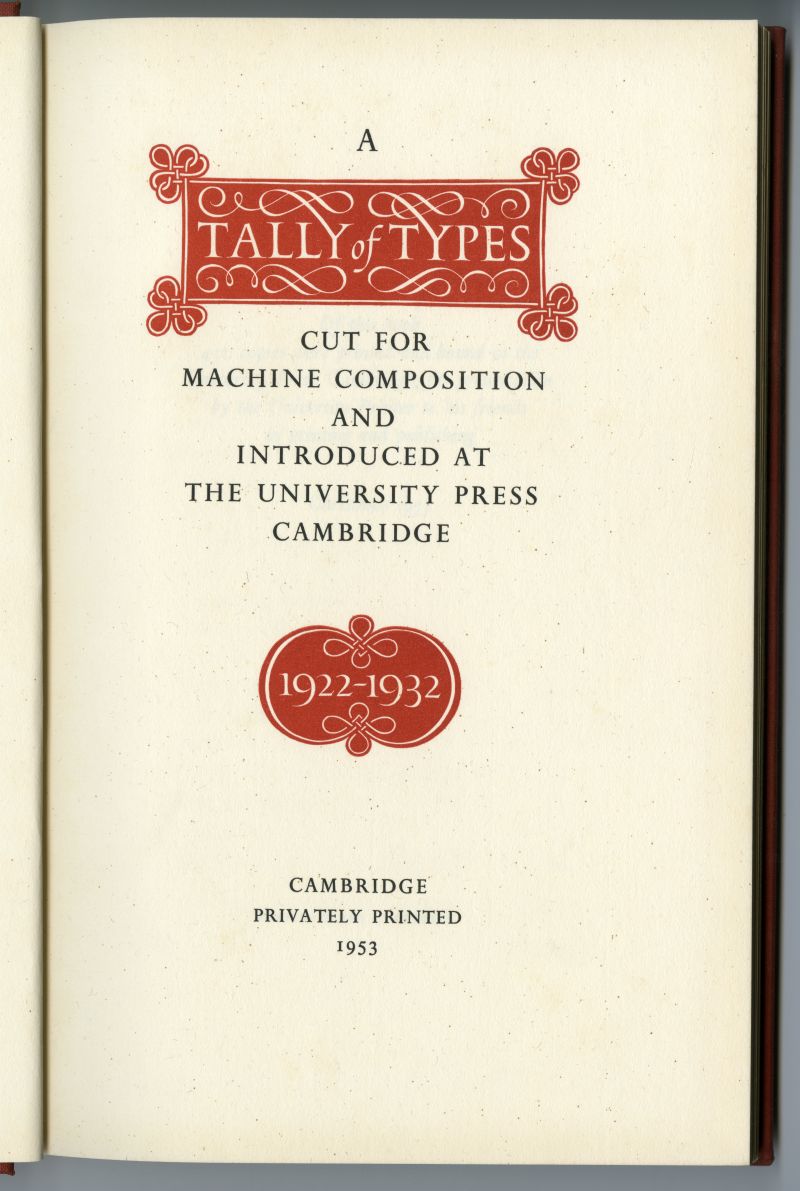 A
TALLY of TYPES
CUT FOR
MACHINE COMPOSITION
AND
INTRODUCED AT
THE UNIVERSITY PRESS
CAMBRIDGE
1922–1932
CAMBRIDGE
PRIVATELY PRINTED
1953